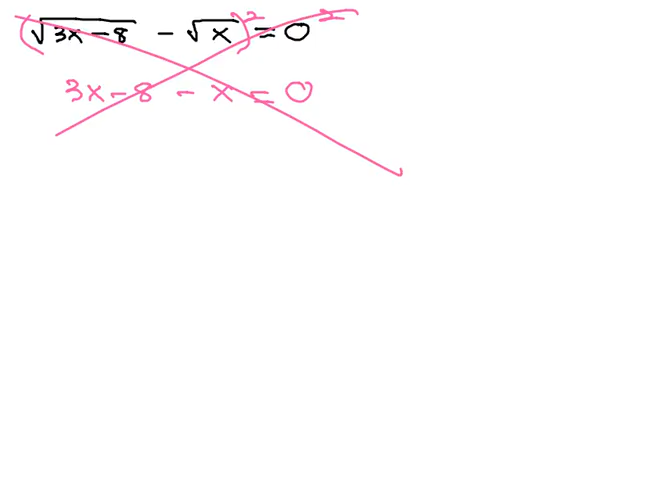 (√(3x-8) - √x)² = 0²
3x-8 - x = 0